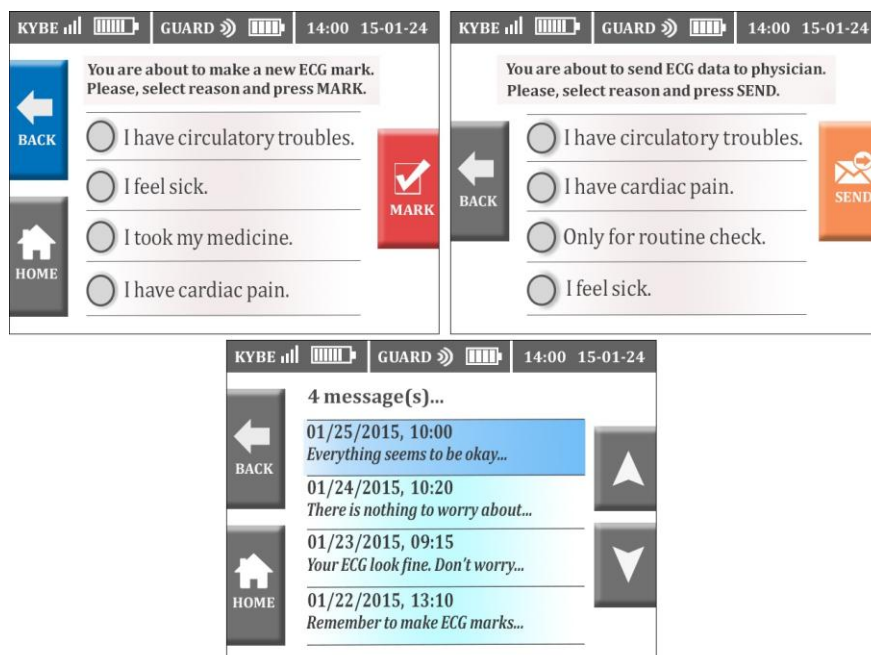 KYBE GUARD 14:00 15-01-24
You are about to make a new ECG mark.
Please, select reason and press MARK.
BACK
I have circulatory troubles.
I feel sick.
MARK
I took my medicine.
HOME
I have cardiac pain.
KYBE GUARD 14:00 15-01-24
You are about to send ECG data to physician.
Please, select reason and press SEND.
I have circulatory troubles.
BACK
I have cardiac pain.
SEND
Only for routine check.
I feel sick.
KYBE GUARD 14:00 15-01-24
4 message(s)...
01/25/2015, 10:00
Everything seems to be okay...
BACK
01/24/2015, 10:20
There is nothing to worry about...
01/23/2015, 09:15
Your ECG look fine. Don't worry...
HOME
01/22/2015, 13:10
Remember to make ECG marks...